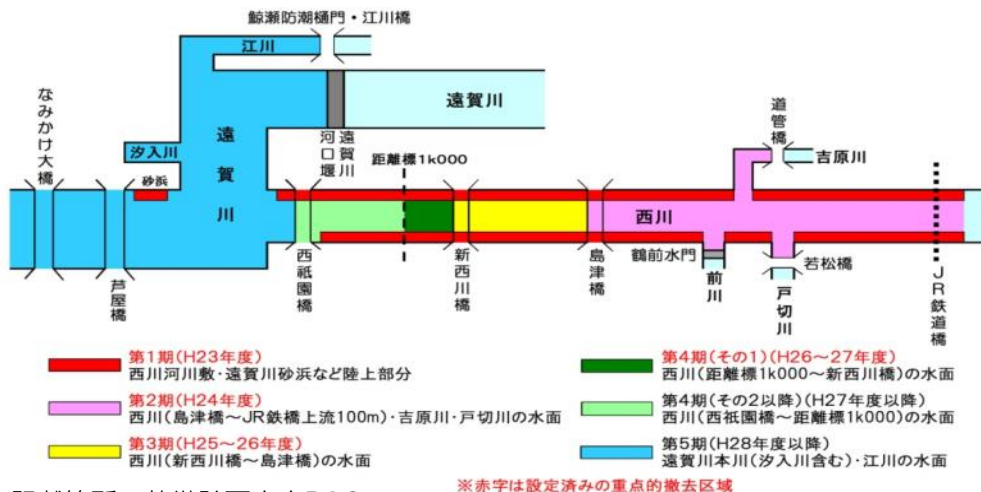 鯨瀬防潮樋門・江川橋
江川
なみかけ大橋
遠賀川
遠賀川
遠賀川
河口堰
道管橋
汐入川
距離標1k000
吉原川
砂浜
西川
芦屋橋
西祇園橋
新西川橋
島津橋
鶴前水門
前川
若松橋
戸切川
JR鉄道橋
第1期(H23年度)
西川河川敷・遠賀川砂浜など陸上部分
第2期(H24年度)
西川(島津橋～JR鉄橋上流100m)・吉原川・戸切川の水面
第3期(H25～26年度)
西川(新西川橋～島津橋)の水面
第4期(その1)(H26～27年度)
西川(距離標1k000～新西川橋)の水面
第4期(その2以降)(H27年度以降)
西川(西祇園橋～距離標1k000)の水面
第5期(H28年度以降)
遠賀川本川(汐入川含む)・江川の水面
※赤字は設定済みの重点的撤去区域